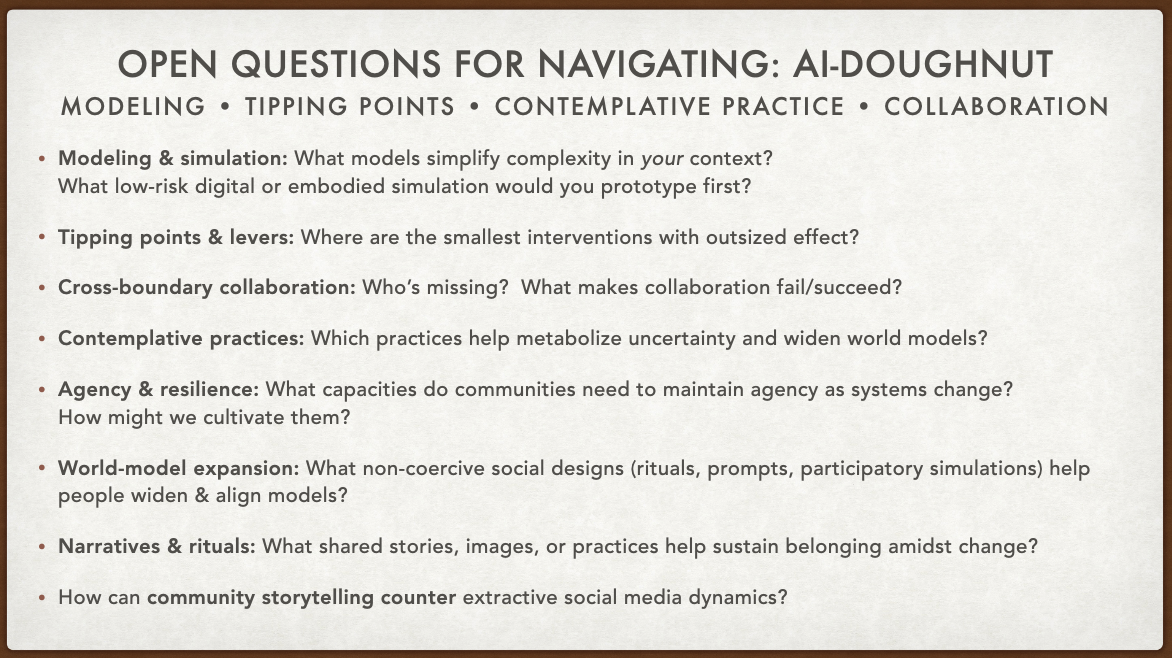 OPEN QUESTIONS FOR NAVIGATING: AI-DOUGHNUT
MODELING • TIPPING POINTS • CONTEMPLATIVE PRACTICE • COLLABORATION
• Modeling & simulation: What models simplify complexity in your context?
What low-risk digital or embodied simulation would you prototype first?
• Tipping points & levers: Where are the smallest interventions with outsized effect?
• Cross-boundary collaboration: Who’s missing?  What makes collaboration fail/succeed?
• Contemplative practices: Which practices help metabolize uncertainty and widen world models?
• Agency & resilience: What capacities do communities need to maintain agency as systems change?
How might we cultivate them?
• World-model expansion: What non-coercive social designs (rituals, prompts, participatory simulations) help
people widen & align models?
• Narratives & rituals: What shared stories, images, or practices help sustain belonging amidst change?
• How can community storytelling counter extractive social media dynamics?